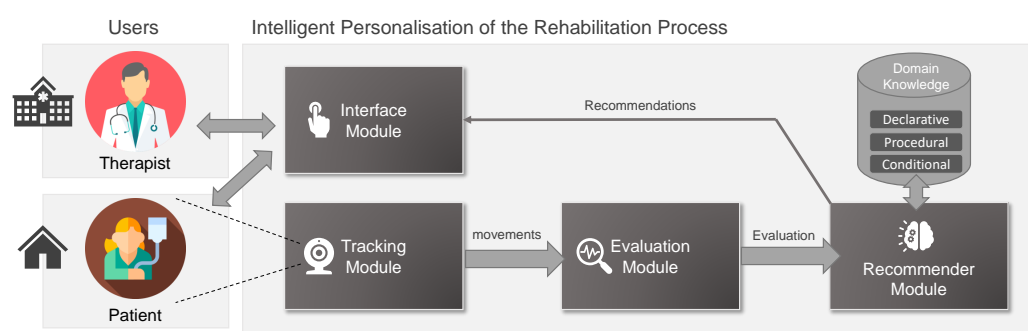 Users
Intelligent Personalisation of the Rehabilitation Process
Therapist
Patient
Interface
Module
Recommendations
Domain
Knowledge
Declarative
Procedural
Conditional
Tracking
Module
movements
Evaluation
Module
Evaluation
Recommender
Module